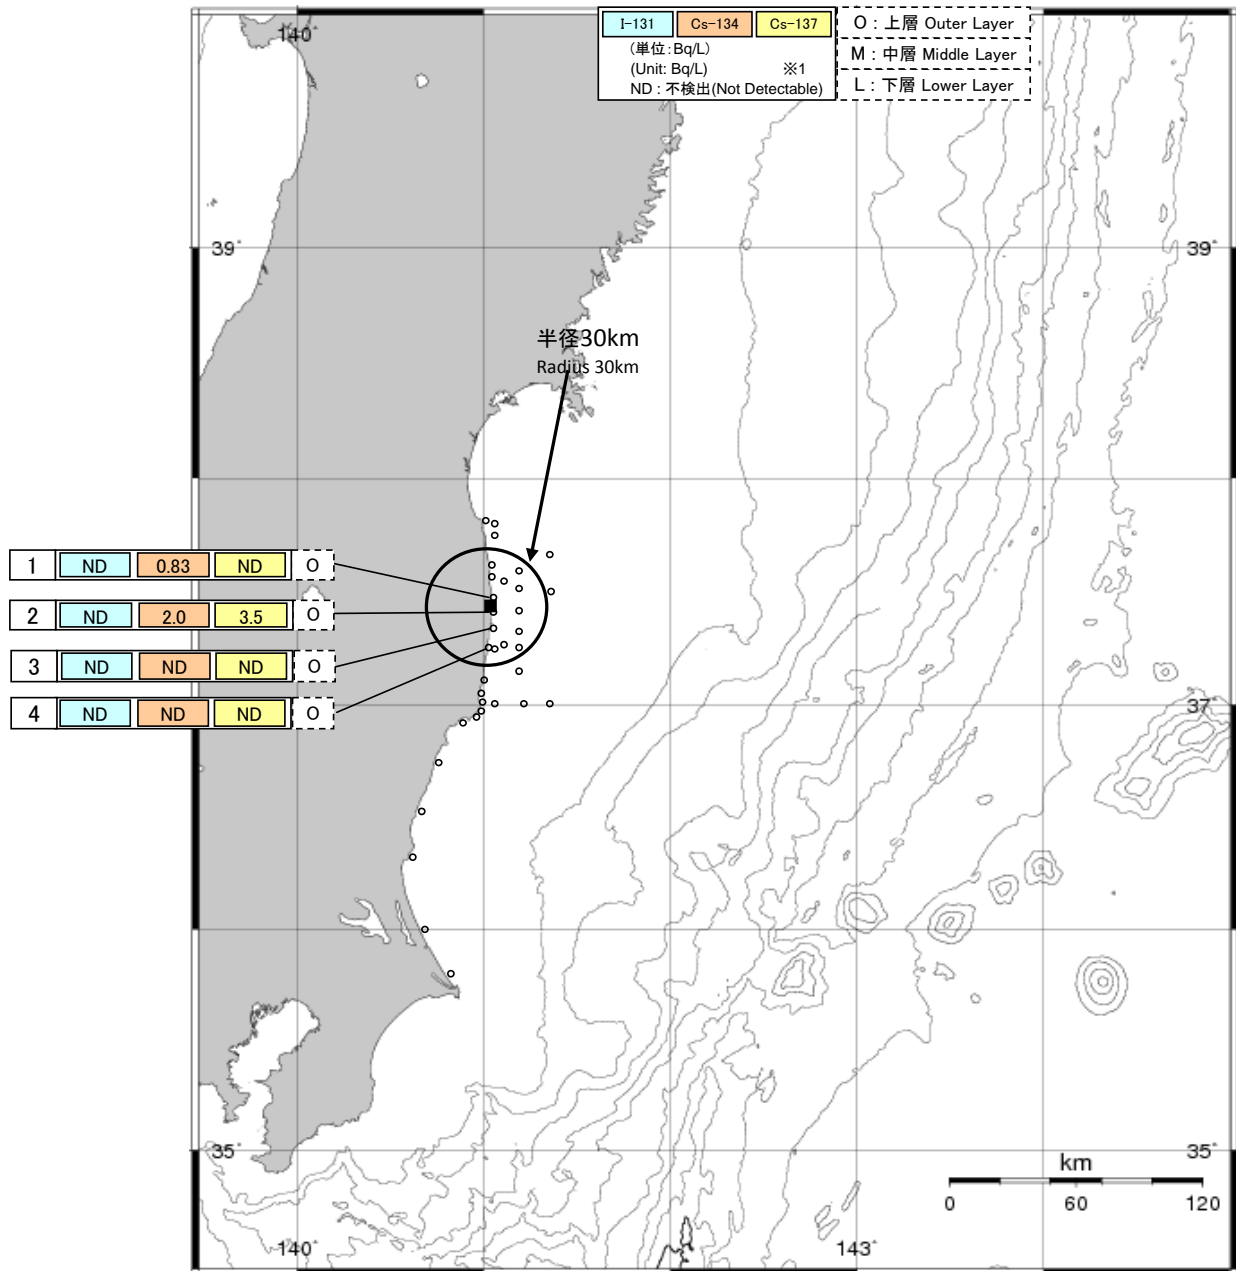 I-131 Cs-134 Cs-137
(単位:Bq/L)
(Unit: Bq/L) ※1
ND : 不検出(Not Detectable)
O : 上層 Outer Layer
M : 中層 Middle Layer
L : 下層 Lower Layer
140°
39° 39°
半径30km
Radius 30km
1 ND 0.83 ND O
2 ND 2.0 3.5 O
3 ND ND ND O
4 ND ND ND O
37°
35° 35°
km
0 60 120
140° 143°